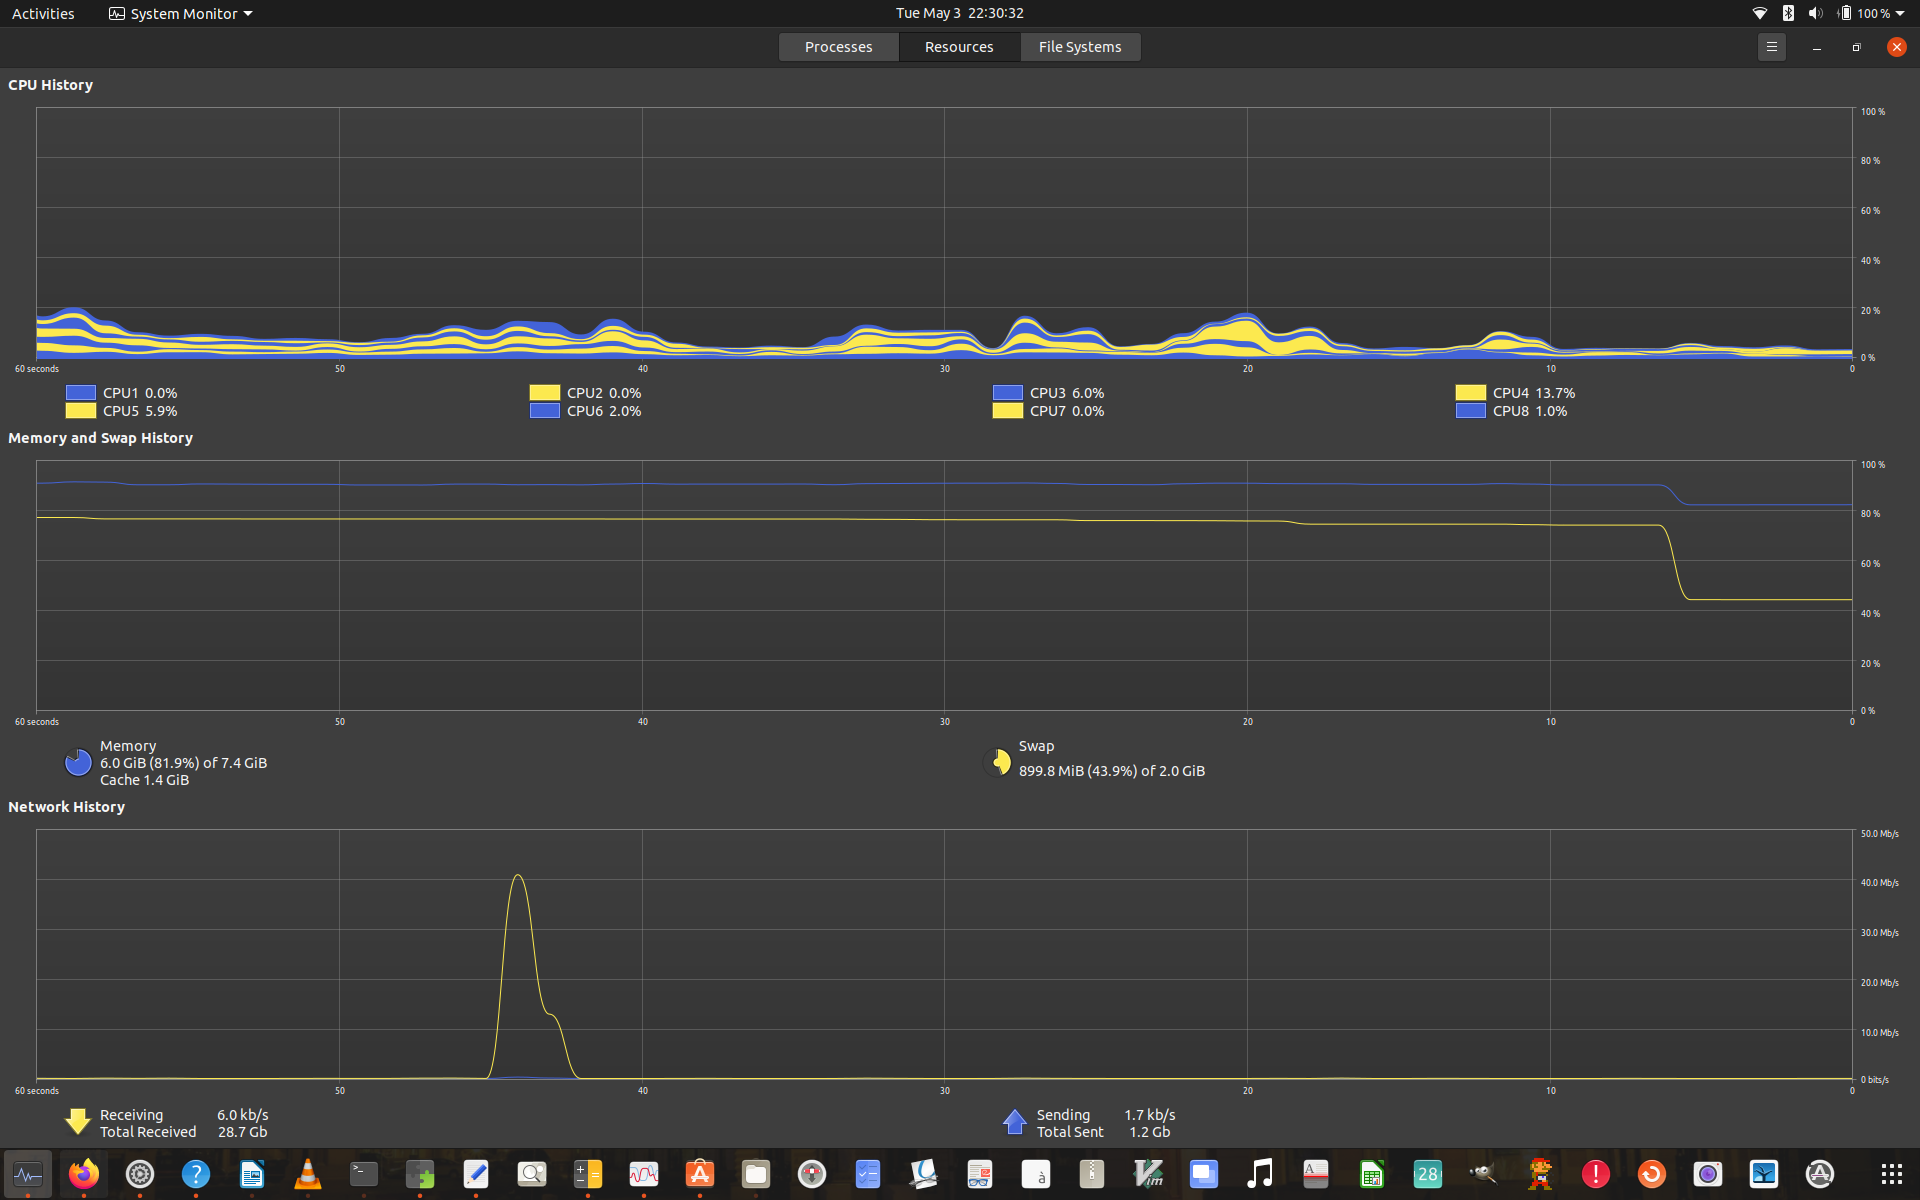 Activities System Monitor Tue May 3 22:30:32 100 %
Processes Resources File Systems
CPU History
100 %
80 %
60 %
40 %
20 %
0 %
60 seconds 50 40 30 20 10 0
CPU1 0.0% CPU2 0.0% CPU3 6.0% CPU4 13.7%
CPU5 5.9% CPU6 2.0% CPU7 0.0% CPU8 1.0%
Memory and Swap History
100 %
80 %
60 %
40 %
20 %
0 %
60 seconds 50 40 30 20 10 0
Memory
6.0 GiB (81.9%) of 7.4 GiB
Cache 1.4 GiB
Swap
899.8 MiB (43.9%) of 2.0 GiB
Network History
50.0 Mb/s
40.0 Mb/s
30.0 Mb/s
20.0 Mb/s
10.0 Mb/s
0 bits/s
60 seconds 50 40 30 20 10 0
Receiving 6.0 kb/s Sending 1.7 kb/s
Total Received 28.7 Gb Total Sent 1.2 Gb
? >_ à Vim 28 !